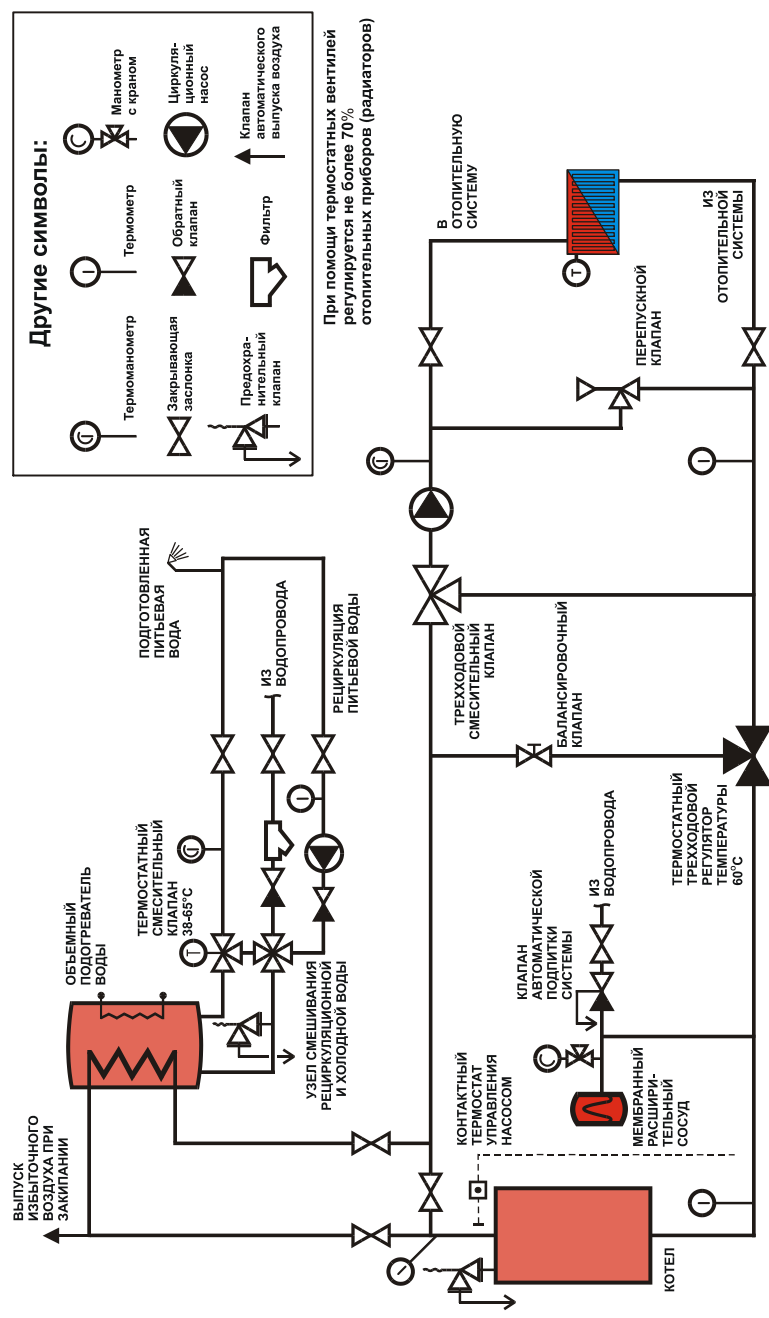 Другие символы:
Термоманометр
Термометр
Манометр
с краном
Закрывающая
заслонка
Обратный
клапан
Циркуля-
ционный
насос
Предохра-
нительный
клапан
Фильтр
Клапан
автоматического
выпуска воздуха
При помощи термостатных вентилей
регулируется не более 70%
отопительных приборов (радиаторов)
ВЫПУСК
ИЗБЫТОЧНОГО
ВОЗДУХА ПРИ
ЗАКИПАНИИ
ОБЪЕМНЫЙ
ПОДОГРЕВАТЕЛЬ
ВОДЫ
ТЕРМОСТАТНЫЙ
СМЕСИТЕЛЬНЫЙ
КЛАПАН
38-65°С
ПОДГОТОВЛЕННАЯ
ПИТЬЕВАЯ
ВОДА
ИЗ
ВОДОПРОВОДА
РЕЦИРКУЛЯЦИЯ
ПИТЬЕВОЙ ВОДЫ
УЗЕЛ СМЕШИВАНИЯ
РЕЦИРКУЛЯЦИОННОЙ
И ХОЛОДНОЙ ВОДЫ
Т
В
ОТОПИТЕЛЬНУЮ
СИСТЕМУ
Т
ИЗ
ОТОПИТЕЛЬНОЙ
СИСТЕМЫ
ПЕРЕПУСКНОЙ
КЛАПАН
ТРЕХХОДОВОЙ
СМЕСИТЕЛЬНЫЙ
КЛАПАН
БАЛАНСИРОВОЧНЫЙ
КЛАПАН
ТЕРМОСТАТНЫЙ
ТРЕХХОДОВОЙ
РЕГУЛЯТОР
ТЕМПЕРАТУРЫ
60°С
ИЗ
ВОДОПРОВОДА
КЛАПАН
АВТОМАТИЧЕСКОЙ
ПОДПИТКИ
СИСТЕМЫ
КОНТАКТНЫЙ
ТЕРМОСТАТ
УПРАВЛЕНИЯ
НАСОСОМ
МЕМБРАННЫЙ
РАСШИРИ-
ТЕЛЬНЫЙ
СОСУД
КОТЕЛ